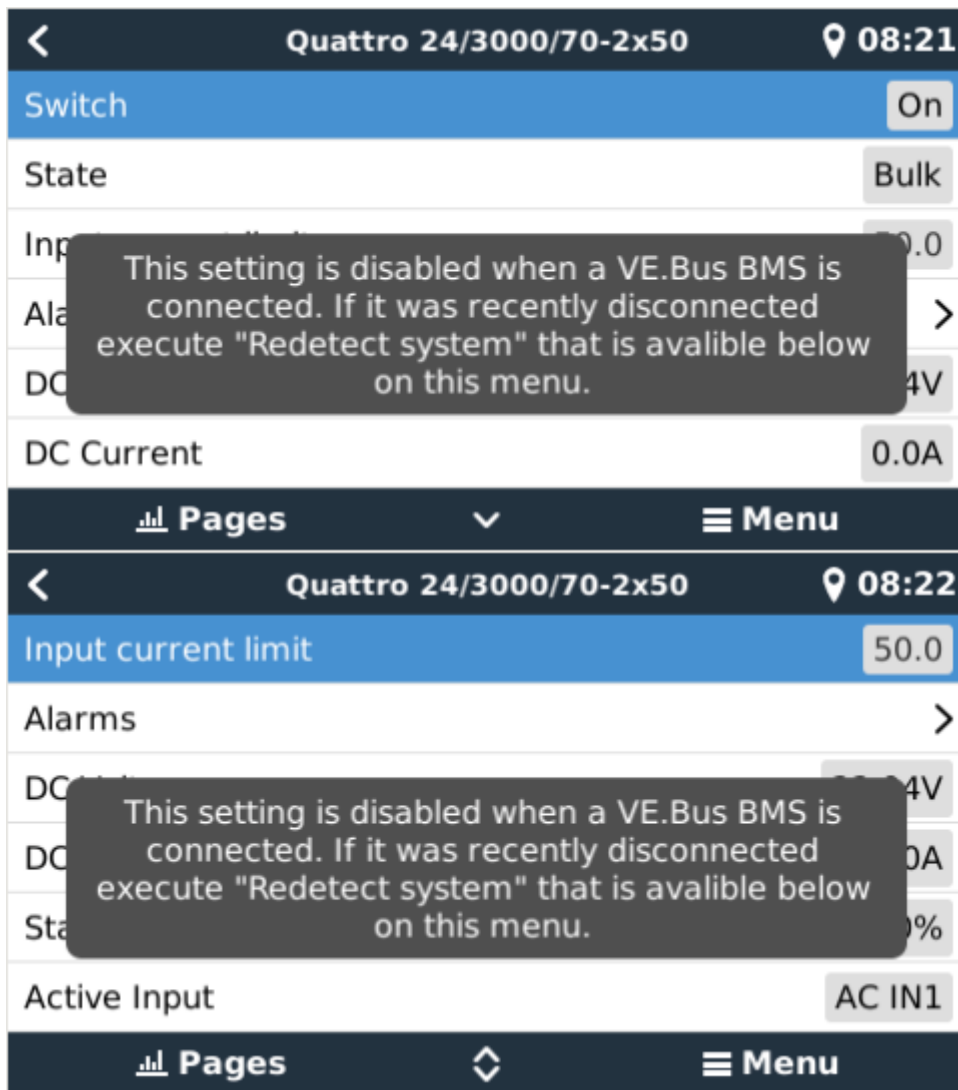 Quattro 24/3000/70-2x50 08:21
Switch On
State Bulk
This setting is disabled when a VE.Bus BMS is
connected. If it was recently disconnected
execute "Redetect system" that is avalible below
on this menu.
DC Current 0.0A
Pages Menu
Quattro 24/3000/70-2x50 08:22
Input current limit 50.0
Alarms
This setting is disabled when a VE.Bus BMS is
connected. If it was recently disconnected
execute "Redetect system" that is avalible below
on this menu.
Active Input AC IN1
Pages Menu